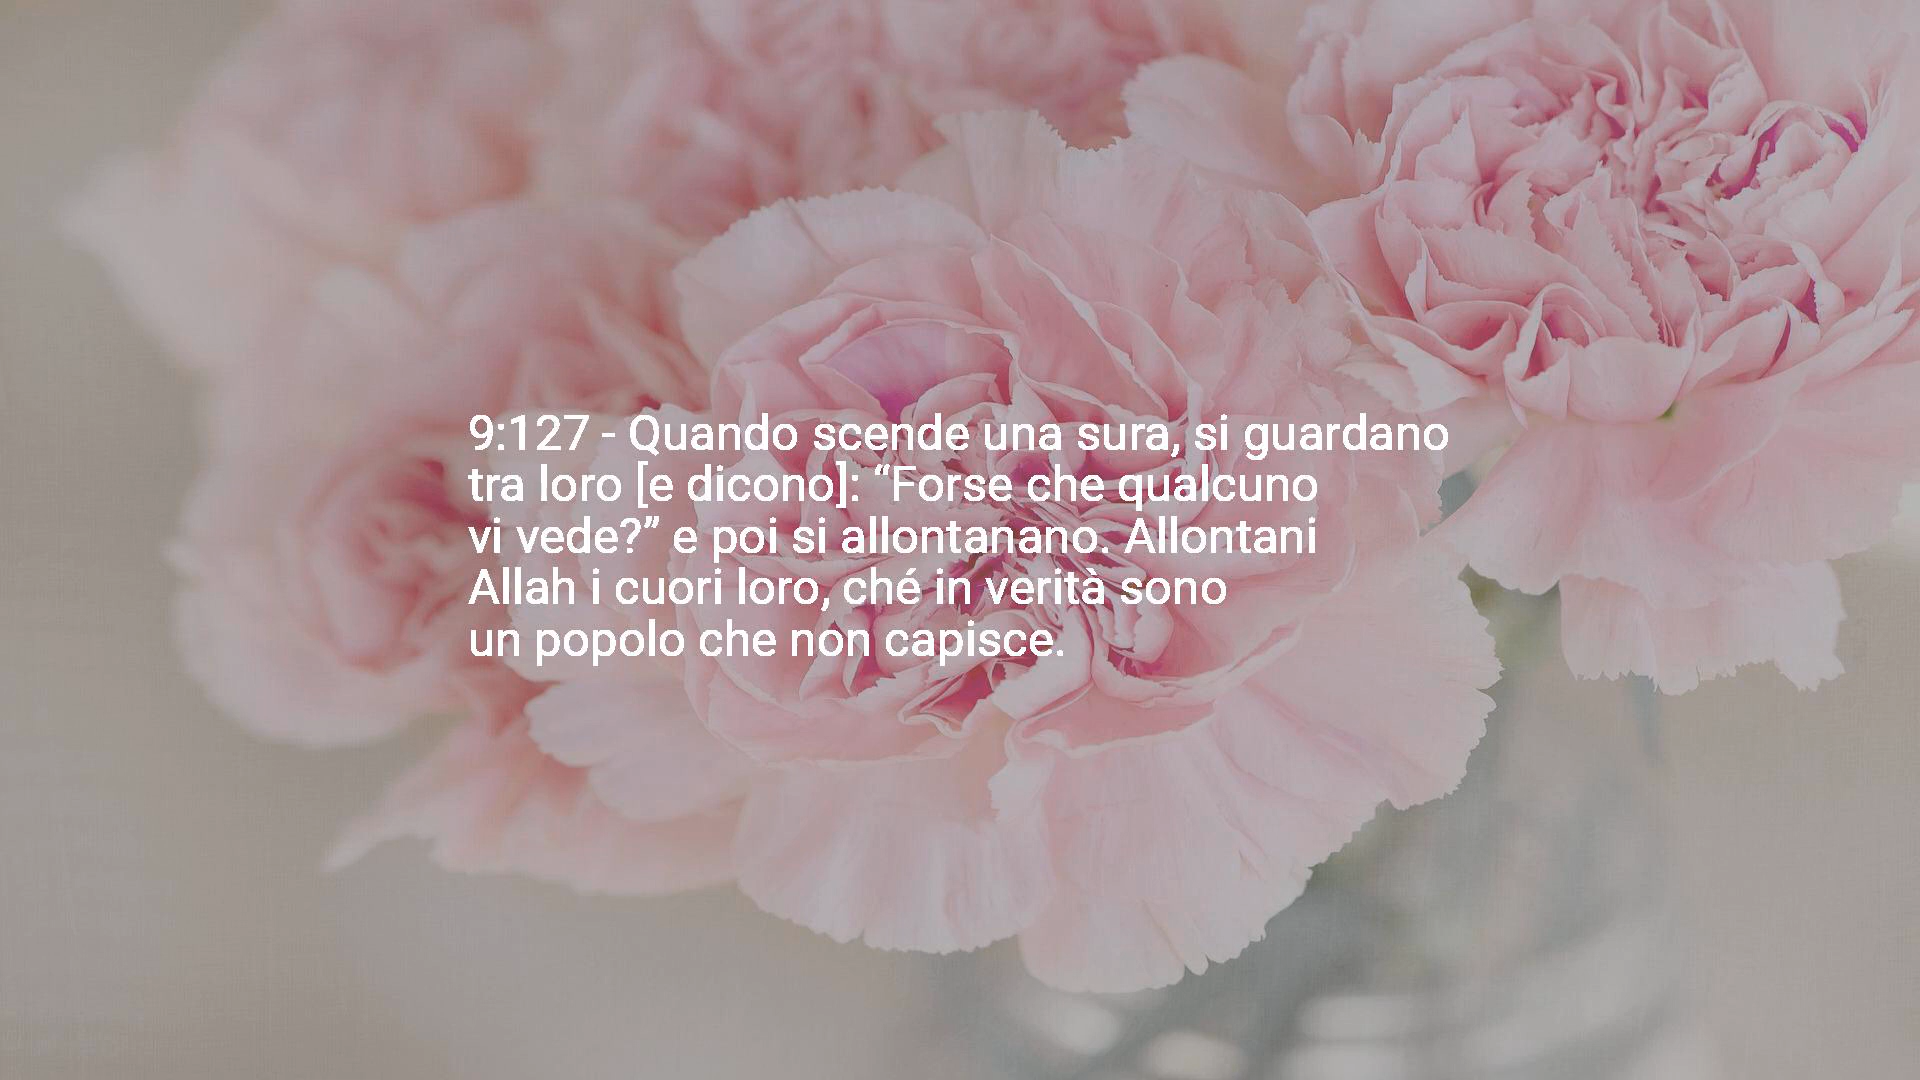 9:127 - Quando scende una sura, si guardano
tra loro [e dicono]: “Forse che qualcuno
vi vede?” e poi si allontanano. Allontani
Allah i cuori loro, ché in verità sono
un popolo che non capisce.